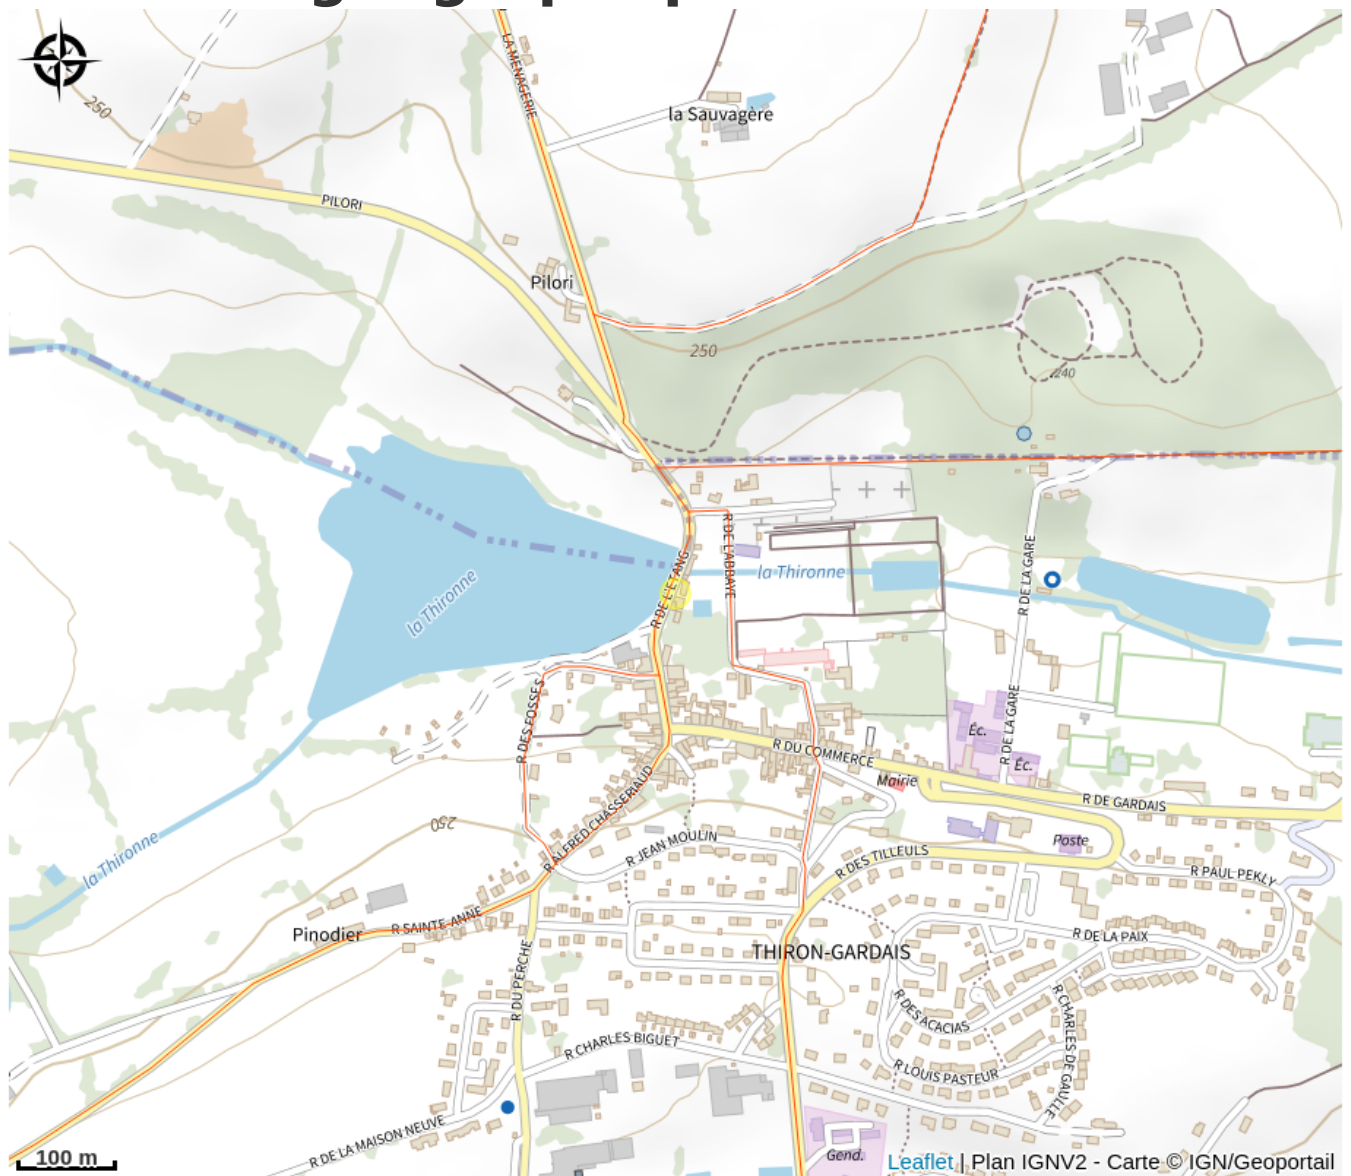 LA MENAGERIE
250
la Sauvagère
PILORI
Pilori
250
240
R DE L'ETANG
R DE L'ABBAYE
la Thironne
la Thironne
R DE LA GARE
R DES FOSSES
R DE LA GARE
Éc.
Éc.
R DU COMMERCE
Mairie
R DE GARDAIS
R ALFRED CHASSERIAUD
250
R JEAN MOULIN
Poste
la Thironne
R DES TILLEULS
R PAUL PEKLY
Pinodier
R SAINTE-ANNE
R DE LA PAIX
THIRON-GARDAIS
R DU PERCHE
R DES ACACIAS
R CHARLES DE GAULLE
R CHARLES BIGUET
R LOUIS PASTEUR
R DE LA MAISON NEUVE
Gend.
100 m
Leaflet | Plan IGNV2 - Carte © IGN/Geoportail